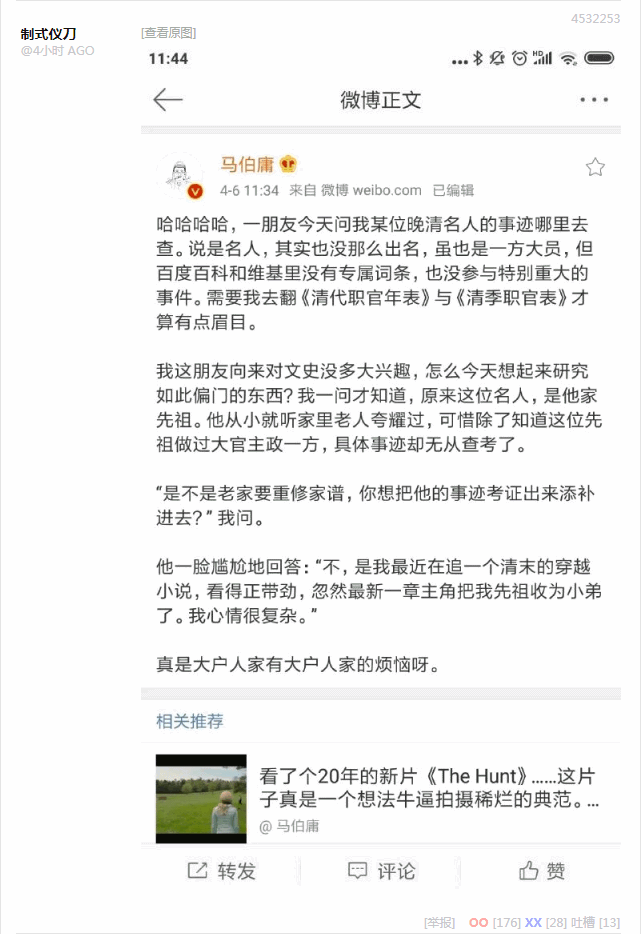 4532253
制式仪刀
@4小时 AGO
[查看原图]
11:44
HD
微博正文
马伯庸
4-6 11:34 来自 微博 weibo.com 已编辑
哈哈哈哈，一朋友今天问我某位晚清名人的事迹哪里去
查。说是名人，其实也没那么出名，虽也是一方大员，但
百度百科和维基里没有专属词条，也没参与特别重大的
事件。需要我去翻《清代职官年表》与《清季职官表》才
算有点眉目。
我这朋友向来对文史没多大兴趣，怎么今天想起来研究
如此偏门的东西？我一问才知道，原来这位名人，是他家
先祖。他从小就听家里老人夸耀过，可惜除了知道这位先
祖做过大官主政一方，具体事迹却无从查考了。
“是不是老家要重修家谱，你想把他的事迹考证出来添补
进去？”我问。
他一脸尴尬地回答：“不，是我最近在追一个清末的穿越
小说，看得正带劲，忽然最新一章主角把我先祖收为小弟
了。我心情很复杂。”
真是大户人家有大户人家的烦恼呀。
相关推荐
看了个20年的新片《The Hunt》……这片
子真是一个想法牛逼拍摄稀烂的典范。...
@ 马伯庸
转发 评论 赞
[举报] OO [176] XX [28] 吐槽 [13]